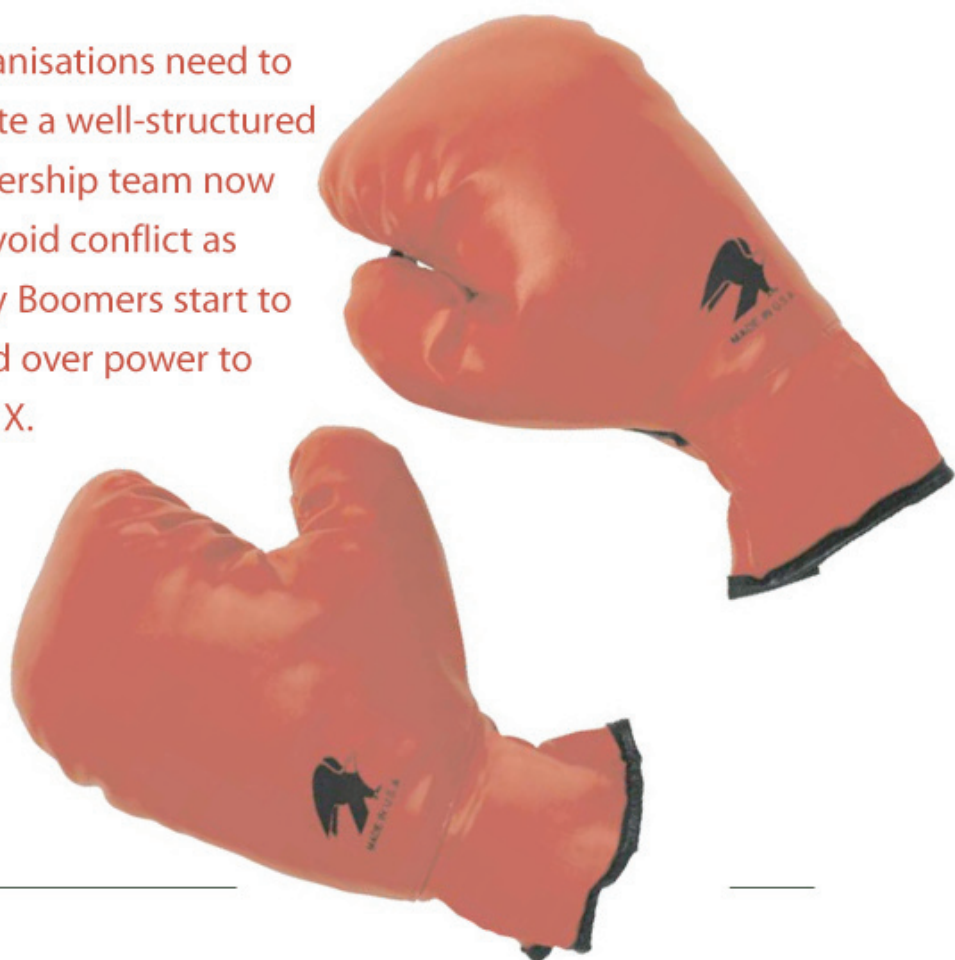 anisations need to
te a well-structured
ership team now
void conflict as
y Boomers start to
d over power to
X.
MADE IN U.S.A
MADE IN U.S.A